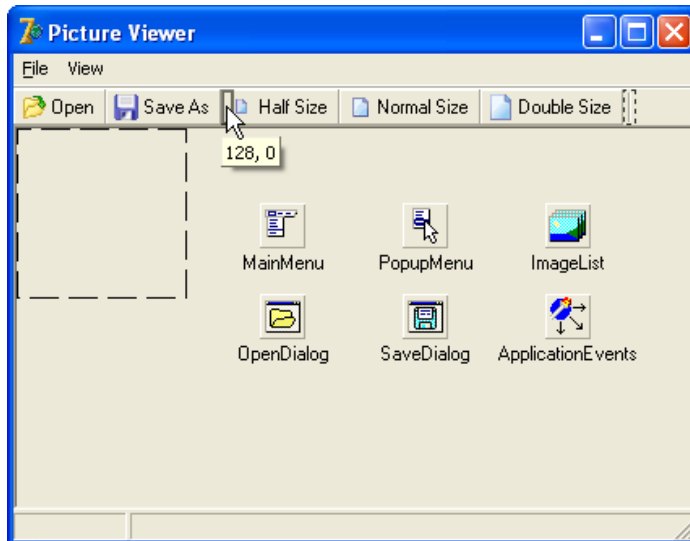 Picture Viewer
File View
Open Save As Half Size Normal Size Double Size
128, 0
MainMenu PopupMenu ImageList
OpenDialog SaveDialog ApplicationEvents